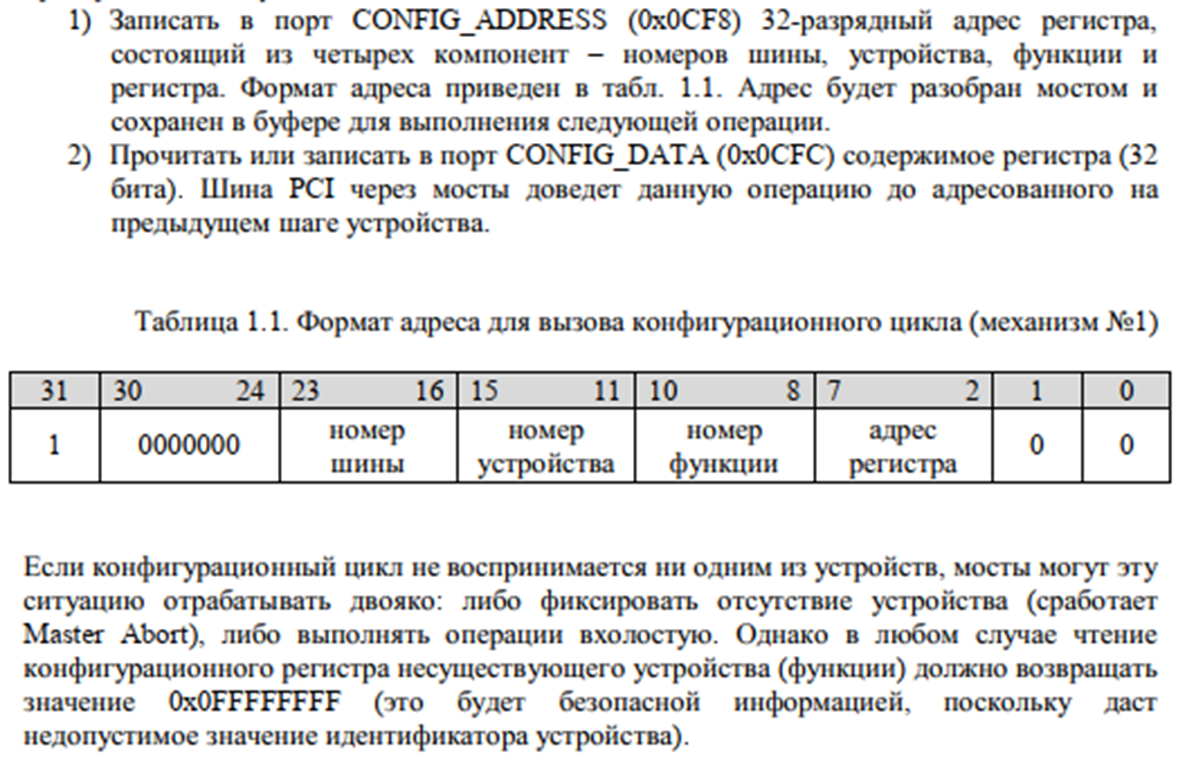 1) Записать в порт CONFIG_ADDRESS (0x0CF8) 32-разрядный адрес регистра,
состоящий из четырех компонент – номеров шины, устройства, функции и
регистра. Формат адреса приведен в табл. 1.1. Адрес будет разобран мостом и
сохранен в буфере для выполнения следующей операции.
2) Прочитать или записать в порт CONFIG_DATA (0x0CFC) содержимое регистра (32
бита). Шина PCI через мосты доведет данную операцию до адресованного на
предыдущем шаге устройства.
Таблица 1.1. Формат адреса для вызова конфигурационного цикла (механизм №1)
31 30 24 23 16 15 11 10 8 7 2 1 0
1 0000000 номер шины номер устройства номер функции адрес регистра 0 0
Если конфигурационный цикл не воспринимается ни одним из устройств, мосты могут эту
ситуацию отрабатывать двояко: либо фиксировать отсутствие устройства (сработает
Master Abort), либо выполнять операции вхолостую. Однако в любом случае чтение
конфигурационного регистра несуществующего устройства (функции) должно возвращать
значение 0x0FFFFFFFF (это будет безопасной информацией, поскольку даст
недопустимое значение идентификатора устройства).